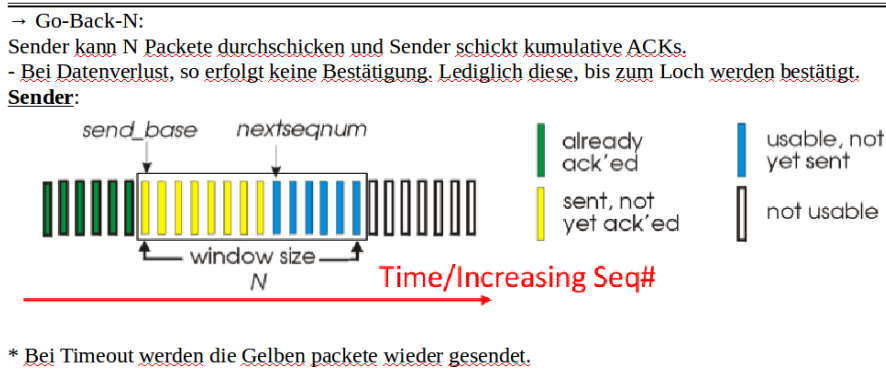 → Go-Back-N:
Sender kann N Packete durchschicken und Sender schickt kumulative ACKs.
- Bei Datenverlust, so erfolgt keine Bestätigung. Lediglich diese, bis zum Loch werden bestätigt.
Sender:
send_base nextseqnum
already ack'ed
usable, not yet sent
sent, not yet ack'ed
not usable
window size
N
Time/Increasing Seq#
* Bei Timeout werden die Gelben packete wieder gesendet.